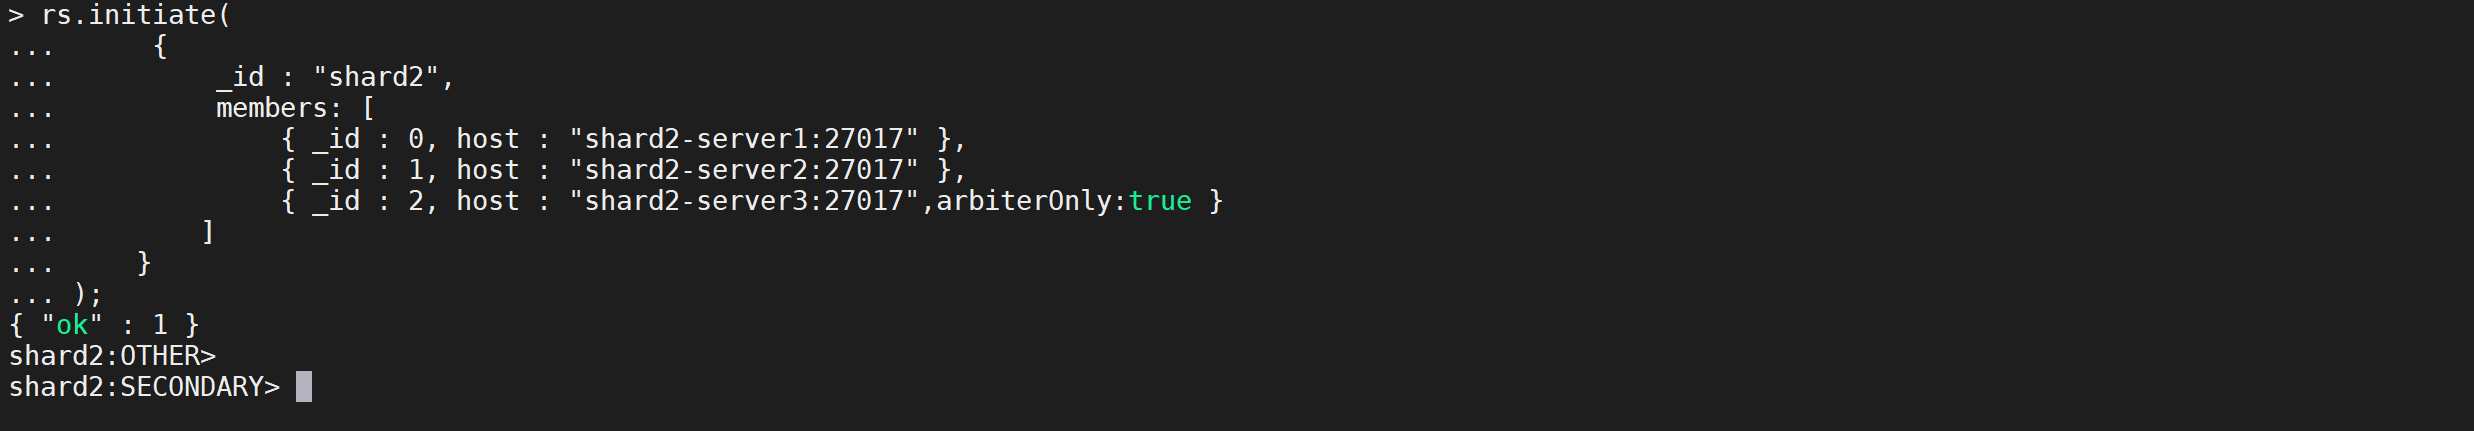 > rs.initiate(
...      {
...          _id : "shard2",
...          members: [
...              { _id : 0, host : "shard2-server1:27017" },
...              { _id : 1, host : "shard2-server2:27017" },
...              { _id : 2, host : "shard2-server3:27017",arbiterOnly:true }
...         ]
...     }
... );
{ "ok" : 1 }
shard2:OTHER>
shard2:SECONDARY>